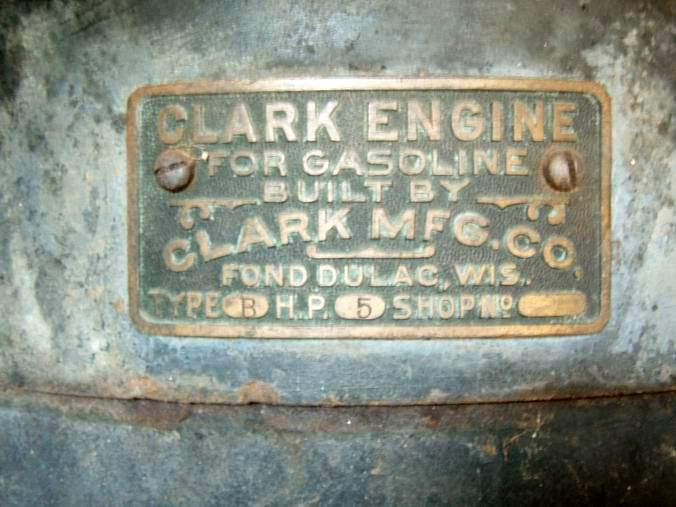 CLARK ENGINE
FOR GASOLINE
BUILT BY
CLARK MFG. CO.
FOND DU LAC, WIS.
TYPE B H.P. 5 SHOP No